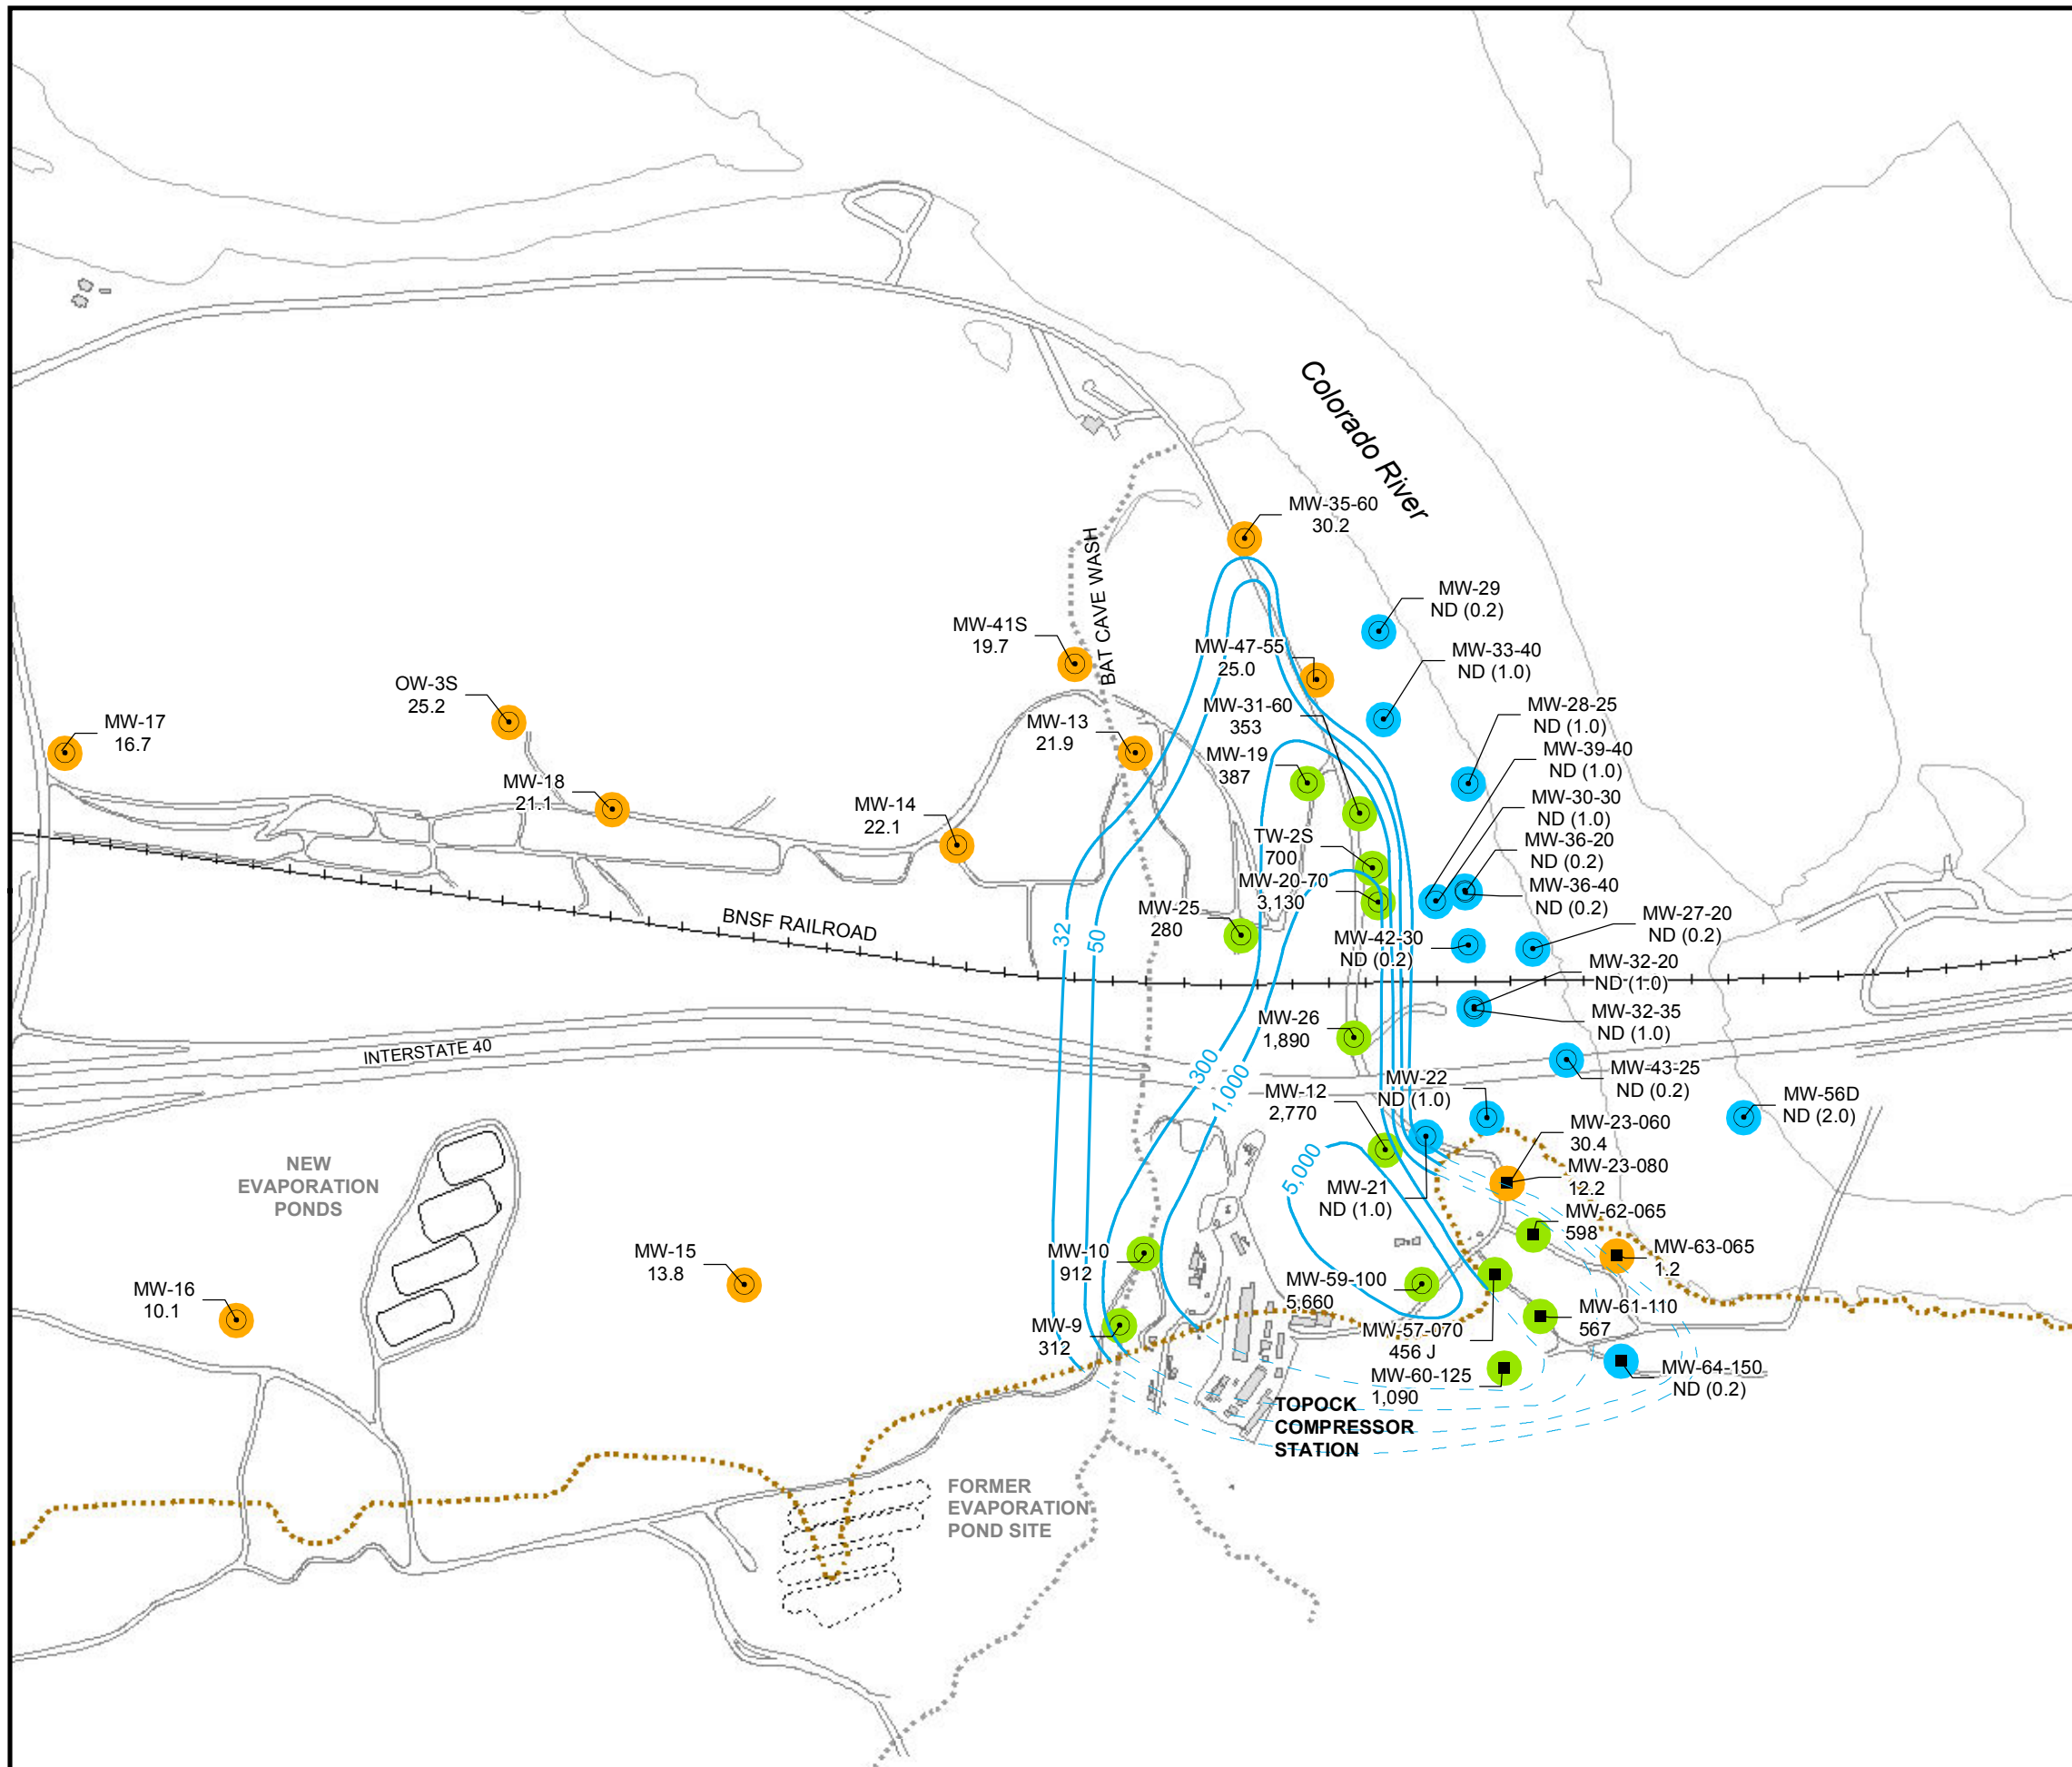 Colorado River
MW-35-60
30.2
BAT CAVE WASH
MW-29
ND (0.2)
MW-41S
19.7
MW-47-55
25.0
MW-33-40
ND (1.0)
OW-3S
25.2
MW-17
16.7
MW-31-60
353
MW-28-25
ND (1.0)
MW-13
21.9
MW-19
387
MW-39-40
ND (1.0)
MW-18
21.1
MW-14
22.1
MW-30-30
ND (1.0)
TW-2S
700
MW-36-20
ND (0.2)
MW-20-70
3,130
MW-36-40
ND (0.2)
MW-25
280
BNSF RAILROAD
32
50
MW-42-30
ND (0.2)
MW-27-20
ND (0.2)
MW-32-20
ND (1.0)
MW-26
1,890
MW-32-35
ND (1.0)
INTERSTATE 40
300
1,000
MW-22
ND (1.0)
MW-43-25
ND (0.2)
MW-12
2,770
MW-56D
ND (2.0)
MW-23-060
30.4
NEW
EVAPORATION
PONDS
5,000
MW-23-080
12.2
MW-21
ND (1.0)
MW-62-065
598
MW-10
912
MW-63-065
1.2
MW-15
13.8
MW-16
10.1
MW-59-100
5,660
MW-9
312
MW-61-110
567
MW-57-070
456 J
MW-60-125
1,090
MW-64-150
ND (0.2)
TOPOCK
COMPRESSOR
STATION
FORMER
EVAPORATION
POND SITE